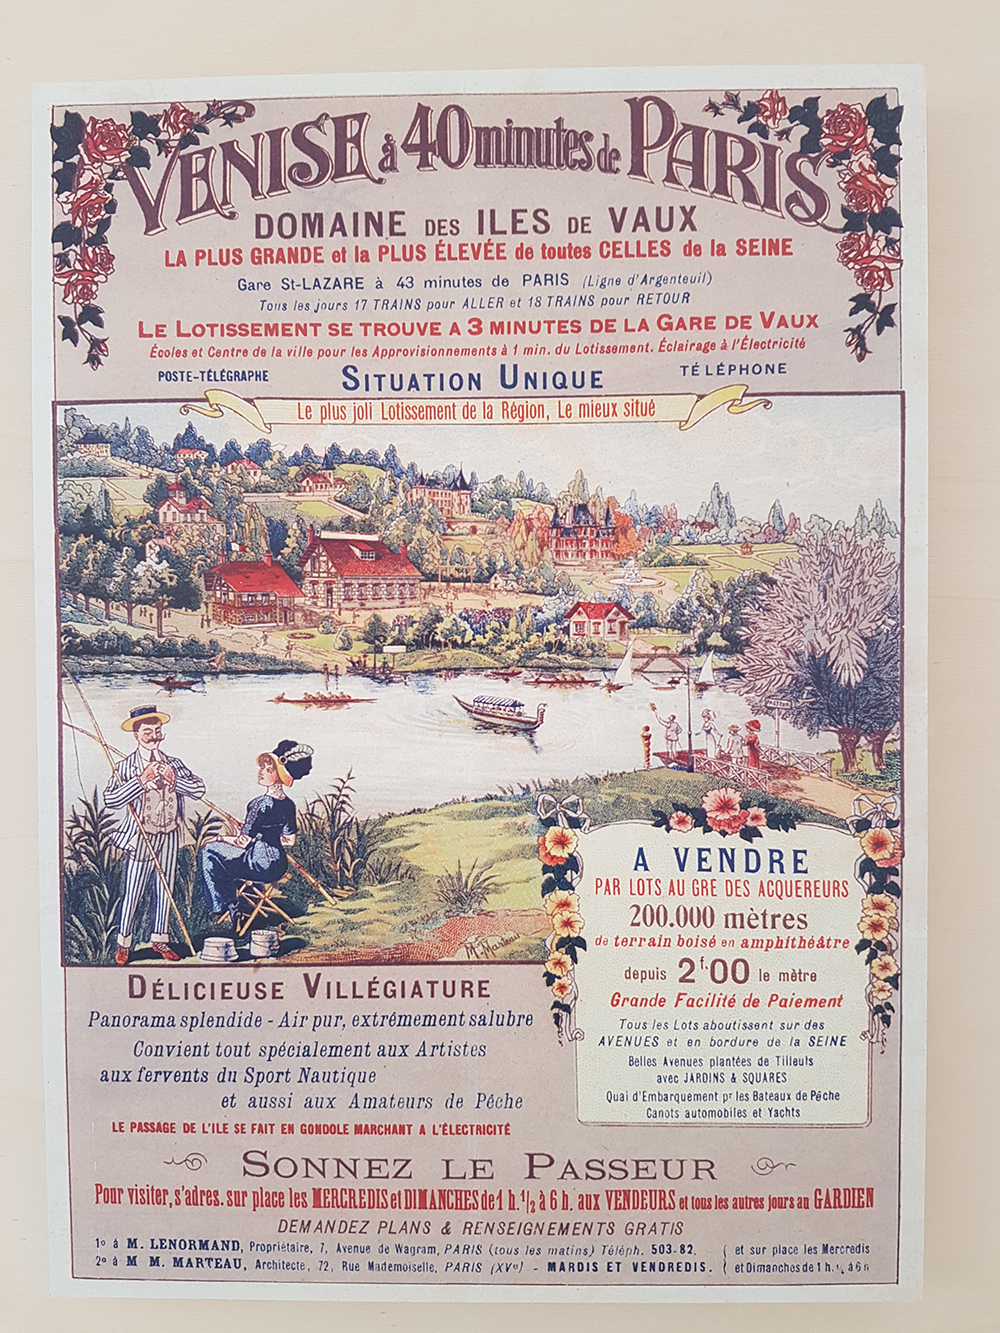 VENISE à 40 minutes de PARIS
DOMAINE DES ILES DE VAUX
LA PLUS GRANDE et la PLUS ÉLEVÉE de toutes CELLES de la SEINE
Gare St-LAZARE à 43 minutes de PARIS (Ligne d'Argenteuil)
Tous les jours 17 TRAINS pour ALLER et 18 TRAINS pour RETOUR
LE LOTISSEMENT SE TROUVE A 3 MINUTES DE LA GARE DE VAUX
Écoles et Centre de la ville pour les Approvisionnements à 1 min. du Lotissement. Éclairage à l'Électricité
POSTE-TÉLÉGRAPHE SITUATION UNIQUE TÉLÉPHONE
Le plus joli Lotissement de la Région, Le mieux situé
PASSEUR
A VENDRE
PAR LOTS AU GRÉ DES ACQUEREURS
200.000 mètres
de terrain boisé en amphithéâtre
depuis 2f.00 le mètre
Grande Facilité de Paiement
Tous les Lots aboutissent sur des
AVENUES et en bordure de la SEINE
Belles Avenues plantées de Tilleuls
avec JARDINS & SQUARES
Quai d'Embarquement pr les Bateaux de Pêche
Canots automobiles et Yachts
M. Marteau
DÉLICIEUSE VILLÉGIATURE
Panorama splendide - Air pur, extrêmement salubre
Convient tout spécialement aux Artistes
aux fervents du Sport Nautique
et aussi aux Amateurs de Pêche
LE PASSAGE DE L'ILE SE FAIT EN GONDOLE MARCHANT A L'ÉLECTRICITÉ
SONNEZ LE PASSEUR
Pour visiter, s'adres. sur place les MERCREDIS et DIMANCHES de 1 h. 1/2 à 6 h. aux VENDEURS et tous les autres jours au GARDIEN
DEMANDEZ PLANS & RENSEIGNEMENTS GRATIS
1o à M. LENORMAND, Propriétaire, 7, Avenue de Wagram, PARIS (tous les matins) Téléph. 503-82. ( et sur place les Mercredis
2o à M M. MARTEAU, Architecte, 72, Rue Mademoiselle, PARIS (XVe) - MARDIS ET VENDREDIS. ( et Dimanches de 1 h. 1/2 à 6 h